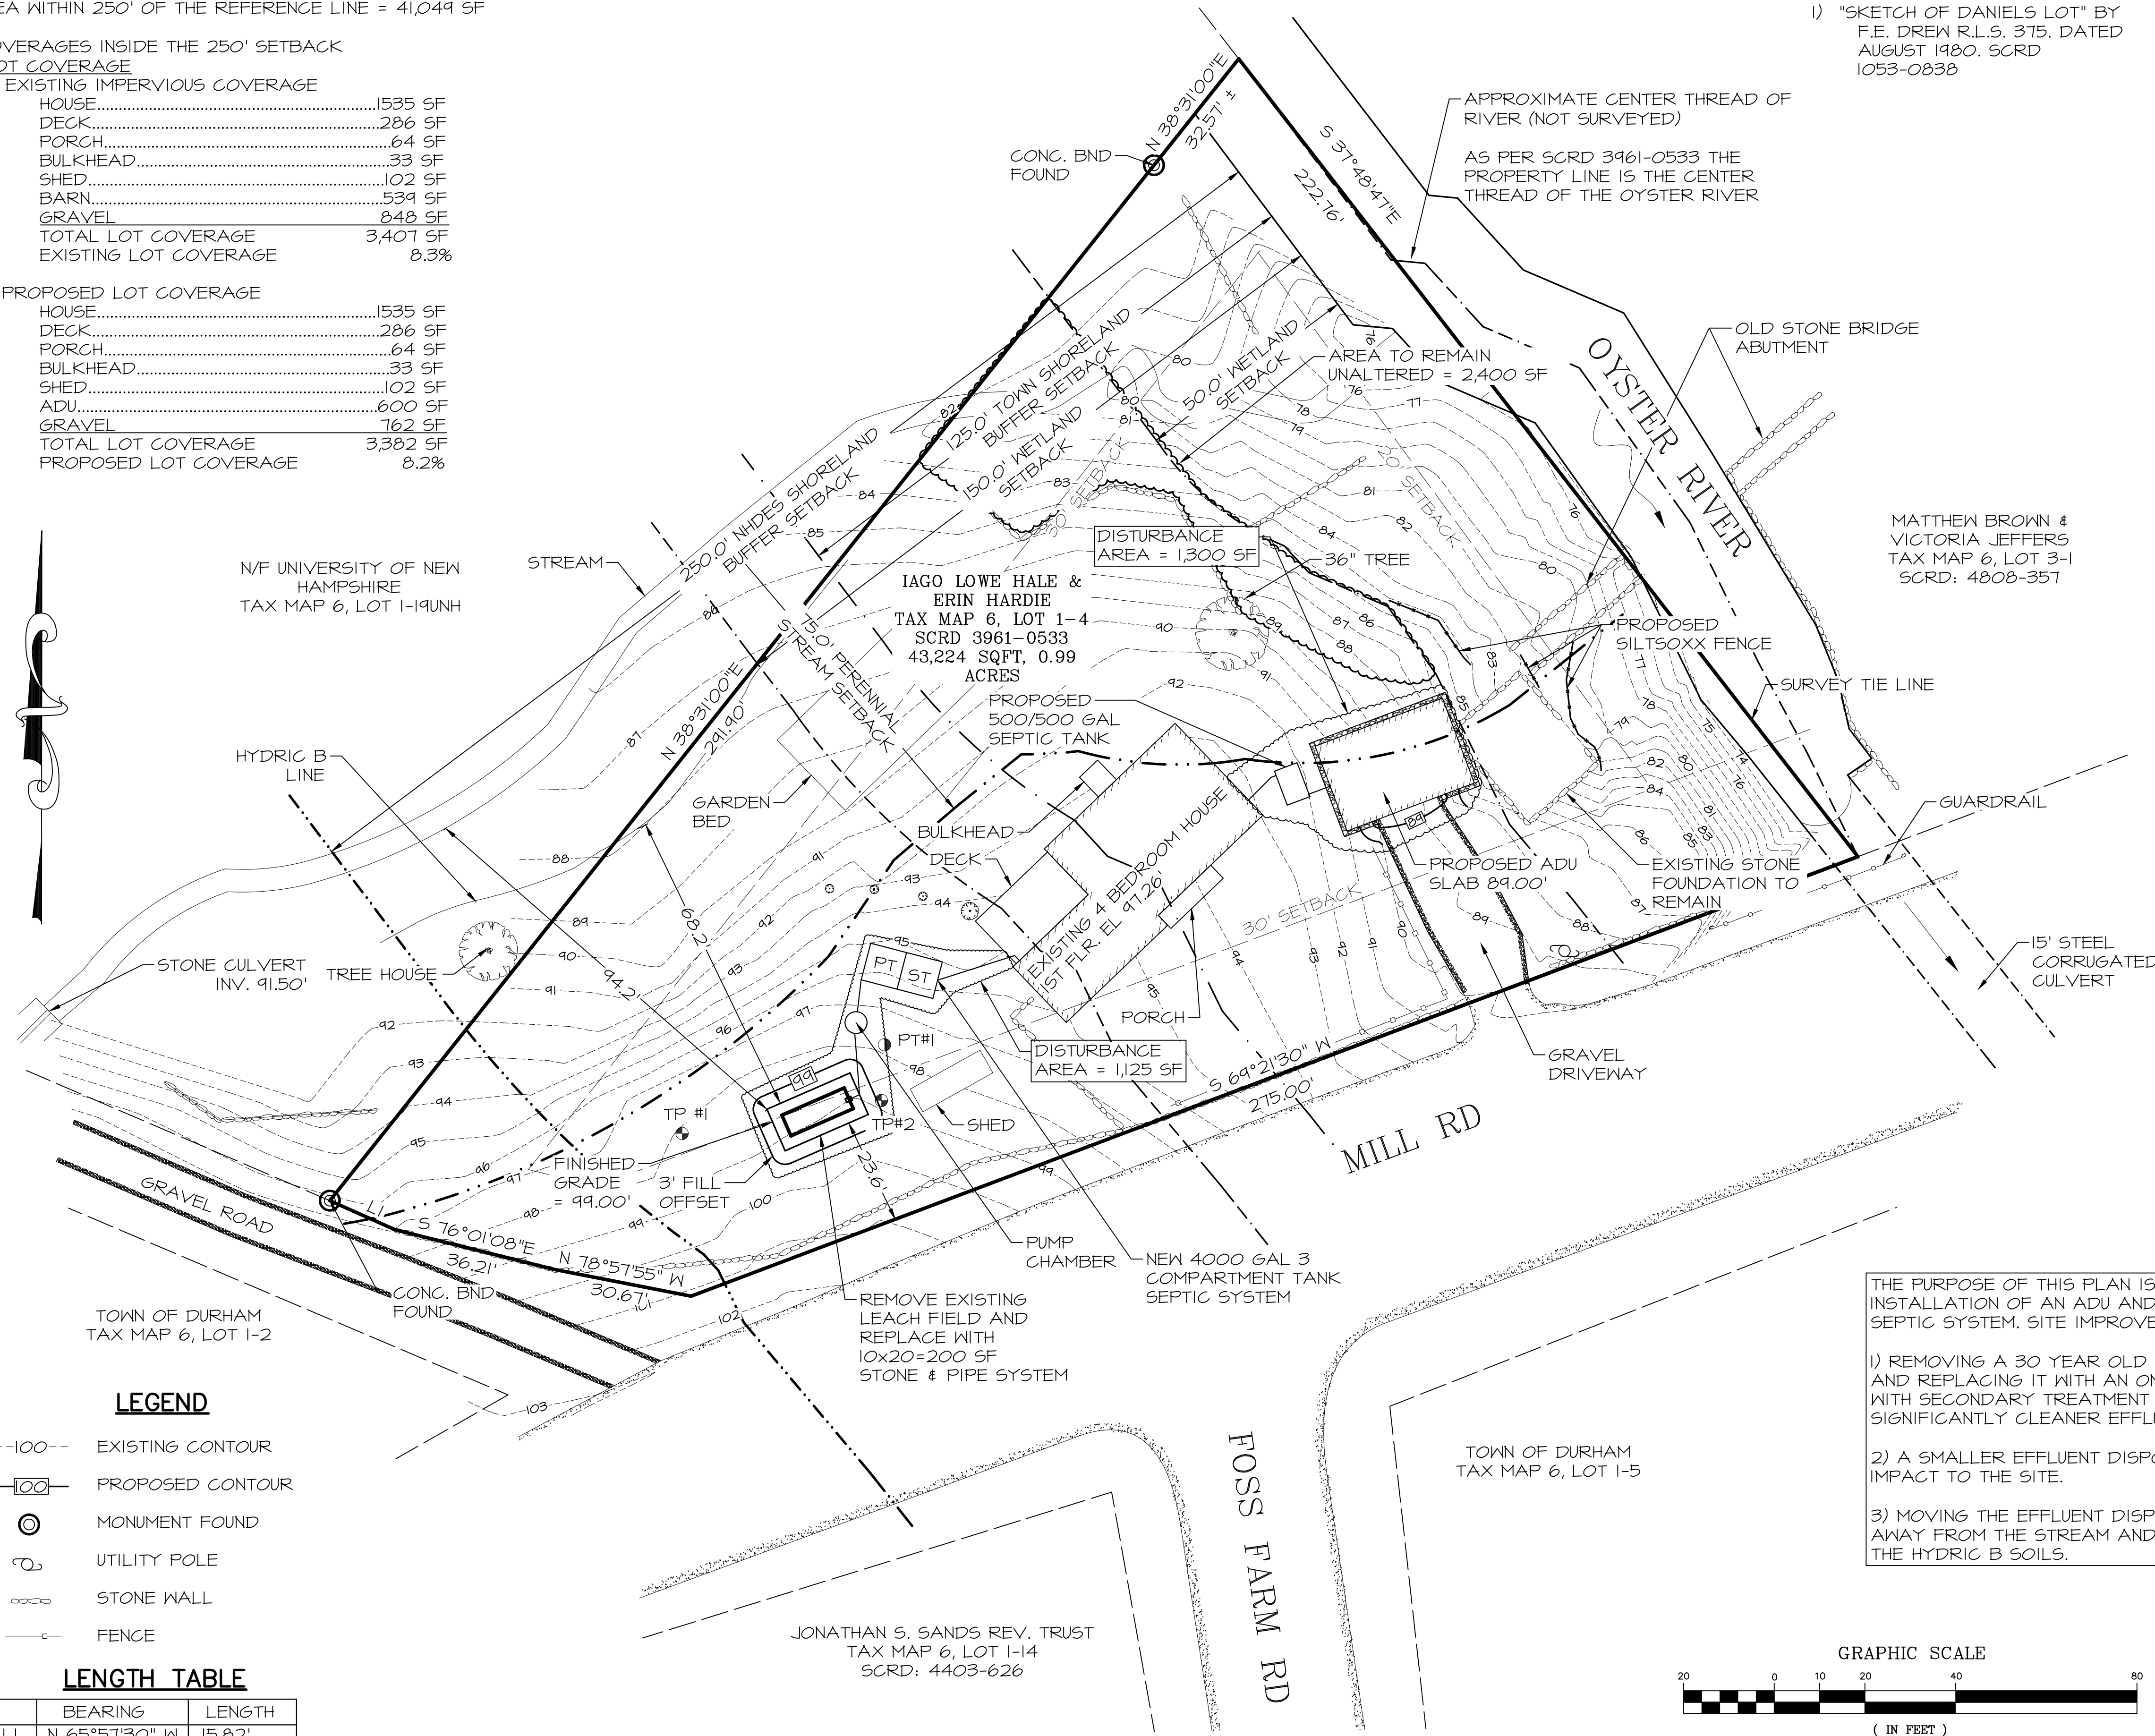 EA WITHIN 250' OF THE REFERENCE LINE = 41,049 SF
OVERAGES INSIDE THE 250' SETBACK
OT COVERAGE
EXISTING IMPERVIOUS COVERAGE
HOUSE 1535 SF
DECK 286 SF
PORCH 64 SF
BULKHEAD 33 SF
SHED 102 SF
BARN 539 SF
GRAVEL 848 SF
TOTAL LOT COVERAGE 3,407 SF
EXISTING LOT COVERAGE 8.3%
PROPOSED LOT COVERAGE
HOUSE 1535 SF
DECK 286 SF
PORCH 64 SF
BULKHEAD 33 SF
SHED 102 SF
ADU 600 SF
GRAVEL 762 SF
TOTAL LOT COVERAGE 3,382 SF
PROPOSED LOT COVERAGE 8.2%
1) "SKETCH OF DANIELS LOT" BY
F.E. DREW R.L.S. 375. DATED
AUGUST 1980. SCRD
1053-0838
APPROXIMATE CENTER THREAD OF
RIVER (NOT SURVEYED)
AS PER SCRD 3961-0533 THE
PROPERTY LINE IS THE CENTER
THREAD OF THE OYSTER RIVER
N 38°31'00"E
32.57' ±
CONC. BND
FOUND
S 37°48'47"E
222.76'
OLD STONE BRIDGE
ABUTMENT
OYSTER RIVER
AREA TO REMAIN
UNALTERED = 2,400 SF
50.0' WETLAND
SETBACK
125.0' TOWN SHORELAND
BUFFER SETBACK
150.0' WETLAND
SETBACK
250.0' NHDES SHORELAND
BUFFER SETBACK
30' SETBACK
20' SETBACK
MATTHEW BROWN &
VICTORIA JEFFERS
TAX MAP 6, LOT 3-1
SCRD: 4808-357
N/F UNIVERSITY OF NEW
HAMPSHIRE
TAX MAP 6, LOT 1-19UNH
STREAM
DISTURBANCE
AREA = 1,300 SF
36" TREE
IAGO LOWE HALE &
ERIN HARDIE
TAX MAP 6, LOT 1-4
SCRD 3961-0533
43,224 SQFT, 0.99
ACRES
75.0' PERENNIAL
STREAM SETBACK
PROPOSED
SILTSOXX FENCE
SURVEY TIE LINE
PROPOSED
500/500 GAL
SEPTIC TANK
N 38°31'00"E
291.90'
HYDRIC B
LINE
GARDEN
BED
BULKHEAD
DECK
EXISTING 4 BEDROOM HOUSE
1ST FLR. EL 97.26'
GUARDRAIL
PROPOSED ADU
SLAB 89.00'
EXISTING STONE
FOUNDATION TO
REMAIN
30' SETBACK
15' STEEL
CORRUGATED
CULVERT
STONE CULVERT
INV. 91.50'
TREE HOUSE
68.2'
94.2'
PT
ST
PORCH
PT#1
DISTURBANCE
AREA = 1,125 SF
GRAVEL
DRIVEWAY
S 69°21'30" W
275.00'
TP #1
TP#2
SHED
99
89
MILL RD
FINISHED
GRADE
= 99.00'
3' FILL
OFFSET
23.6'
GRAVEL ROAD
L1
S 76°01'08"E
36.21'
N 78°57'55" W
30.67'
CONC. BND
FOUND
PUMP
CHAMBER
NEW 4000 GAL 3
COMPARTMENT TANK
SEPTIC SYSTEM
REMOVE EXISTING
LEACH FIELD AND
REPLACE WITH
10x20=200 SF
STONE & PIPE SYSTEM
TOWN OF DURHAM
TAX MAP 6, LOT 1-2
THE PURPOSE OF THIS PLAN IS
INSTALLATION OF AN ADU AND
SEPTIC SYSTEM. SITE IMPROVE
1) REMOVING A 30 YEAR OLD
AND REPLACING IT WITH AN ON
WITH SECONDARY TREATMENT
SIGNIFICANTLY CLEANER EFFL
2) A SMALLER EFFLUENT DISPO
IMPACT TO THE SITE.
3) MOVING THE EFFLUENT DISP
AWAY FROM THE STREAM AND
THE HYDRIC B SOILS.
LEGEND
100 EXISTING CONTOUR
100 PROPOSED CONTOUR
MONUMENT FOUND
UTILITY POLE
STONE WALL
FENCE
LENGTH TABLE
BEARING LENGTH
L1 N 65°57'30" W 15.82'
FOSS FARM RD
TOWN OF DURHAM
TAX MAP 6, LOT 1-5
JONATHAN S. SANDS REV. TRUST
TAX MAP 6, LOT 1-14
SCRD: 4403-626
GRAPHIC SCALE
20 0 10 20 40 80
( IN FEET )